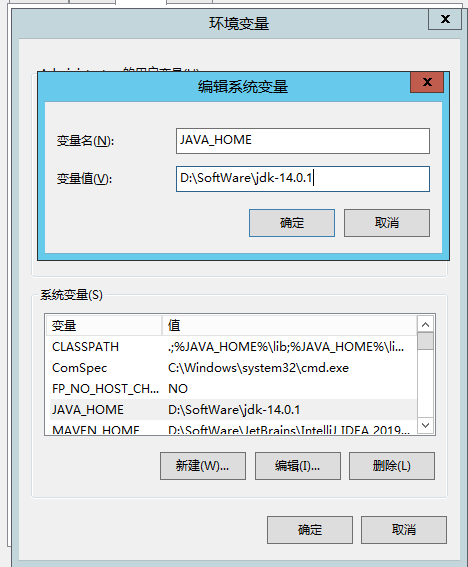 环境变量
编辑系统变量
变量名(N):
JAVA_HOME
变量值(V):
D:\SoftWare\jdk-14.0.1
确定
取消
系统变量(S)
变量 值
CLASSPATH .;%JAVA_HOME%\lib;%JAVA_HOME%\li...
ComSpec C:\Windows\system32\cmd.exe
FP_NO_HOST_CH... NO
JAVA_HOME D:\SoftWare\jdk-14.0.1
MAVEN_HOME D:\SoftWare\JetBrains\IntelliJ IDEA 2019...
新建(W)... 编辑(I)... 删除(L)
确定 取消